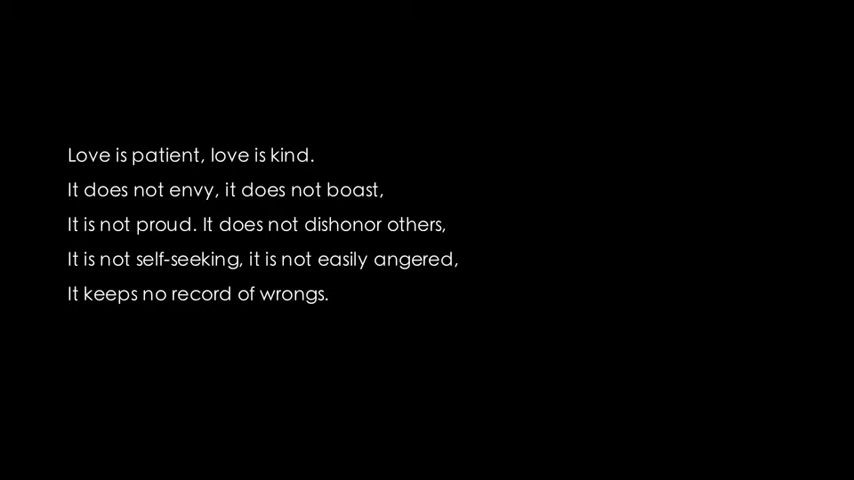 Love is patient, love is kind.
It does not envy, it does not boast,
It is not proud. It does not dishonor others,
It is not self-seeking, it is not easily angered,
It keeps no record of wrongs.